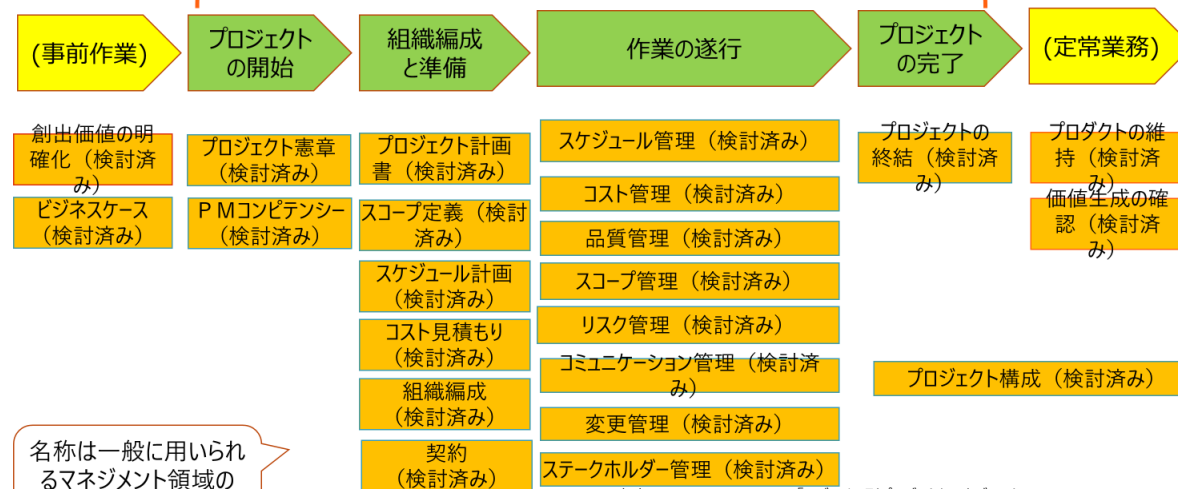 (事前作業)
プロジェクト
の開始
組織編成
と準備
作業の遂行
プロジェクト
の完了
(定常業務)
創出価値の明
確化（検討済
み）
ビジネスケース
（検討済み）
プロジェクト憲章
（検討済み）
ＰＭコンピテンシー
（検討済み）
プロジェクト計画
書（検討済み）
スコープ定義（検討
済み）
スケジュール計画
（検討済み）
コスト見積もり
（検討済み）
組織編成
（検討済み）
契約
（検討済み）
スケジュール管理（検討済み）
コスト管理（検討済み）
品質管理（検討済み）
スコープ管理（検討済み）
リスク管理（検討済み）
コミュニケーション管理（検討済
み）
変更管理（検討済み）
ステークホルダー管理（検討済み）
プロジェクトの
終結（検討済
み）
プロダクトの維
持（検討済
み）
価値生成の確
認（検討済
み）
プロジェクト構成（検討済み）
名称は一般に用いられ
るマネジメント領域の